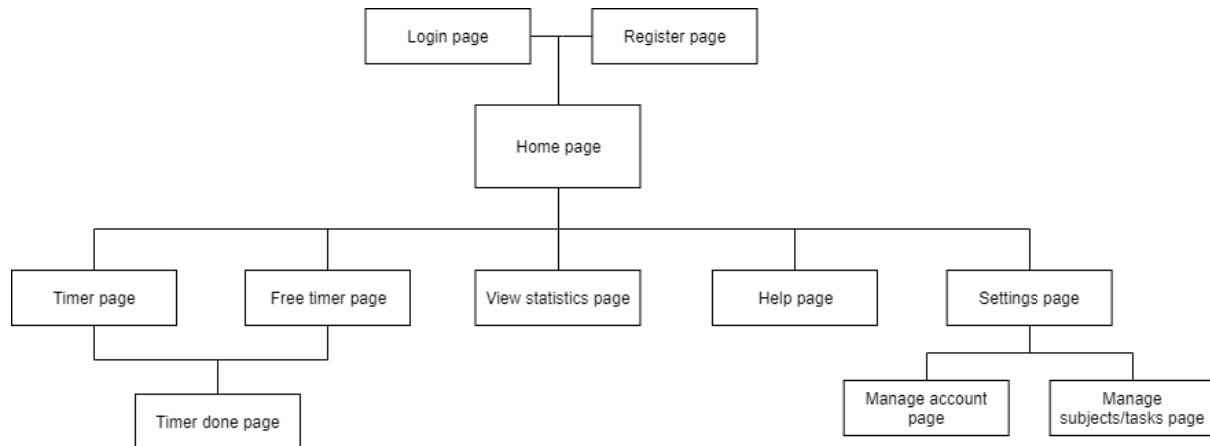 Login page
Register page
Home page
Timer page
Free timer page
View statistics page
Help page
Settings page
Timer done page
Manage account
page
Manage
subjects/tasks page